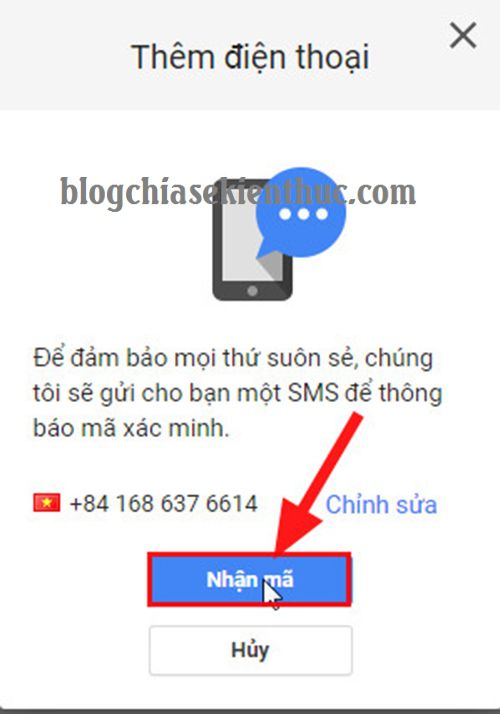 Thêm điện thoại
blogchiasekienthuc.com
Để đảm bảo mọi thứ suôn sẻ, chúng
tôi sẽ gửi cho bạn một SMS để thông
báo mã xác minh.
+84 168 637 6614 Chỉnh sửa
Nhận mã
Hủy